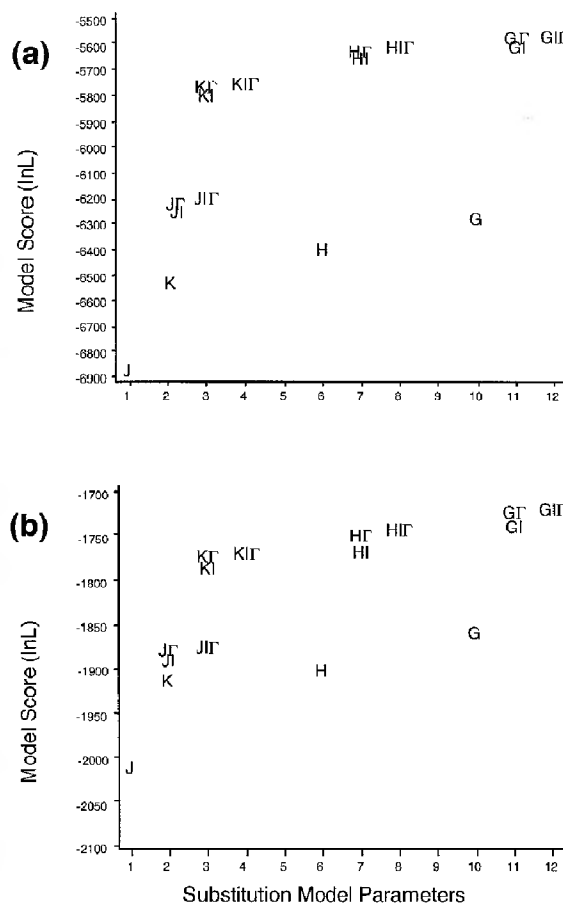 (a)
Model Score (lnL)
-5500
-5600
-5700
-5800
-5900
-6000
-6100
-6200
-6300
-6400
-6500
-6600
-6700
-6800
-6900
GΓ GIΓ
GI
HΓ HIΓ
HI
KΓ KIΓ
KI
JΓ JIΓ
JI
G
H
K
J
1 2 3 4 5 6 7 8 9 10 11 12
(b)
Model Score (lnL)
-1700
-1750
-1800
-1850
-1900
-1950
-2000
-2050
-2100
GΓ GIΓ
GI
HΓ HIΓ
HI
KΓ KIΓ
KI
G
JΓ JIΓ
JI
H
K
J
1 2 3 4 5 6 7 8 9 10 11 12
Substitution Model Parameters